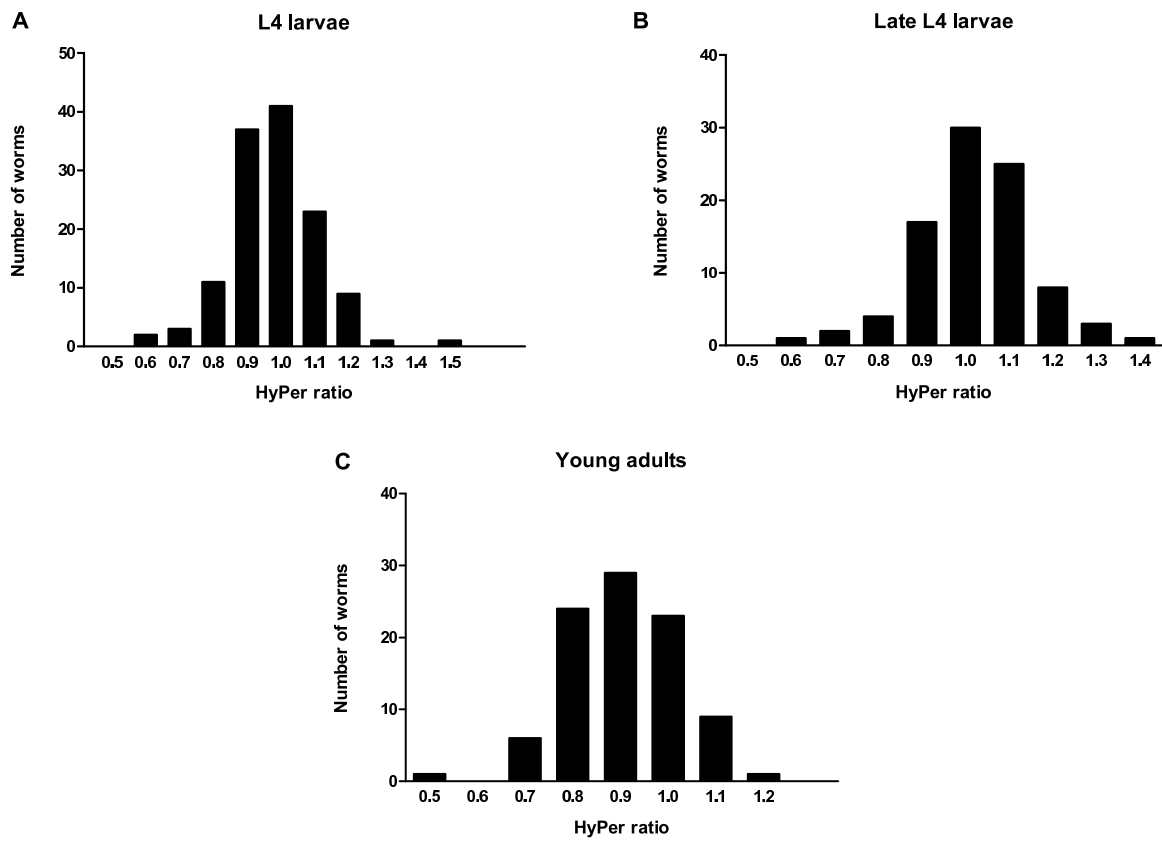 A
L4 larvae
50
40
30
20
10
0
Number of worms
0.5 0.6 0.7 0.8 0.9 1.0 1.1 1.2 1.3 1.4 1.5
HyPer ratio
B
Late L4 larvae
40
30
20
10
0
Number of worms
0.5 0.6 0.7 0.8 0.9 1.0 1.1 1.2 1.3 1.4
HyPer ratio
C
Young adults
40
30
20
10
0
Number of worms
0.5 0.6 0.7 0.8 0.9 1.0 1.1 1.2
HyPer ratio